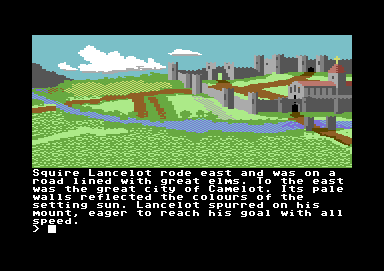 Squire Lancelot rode east and was on a
road lined with great elms. To the east
was the great city of Camelot. Its pale
walls reflected the colours of the
setting sun. Lancelot spurred on his
mount, eager to reach his goal with all
speed.
>